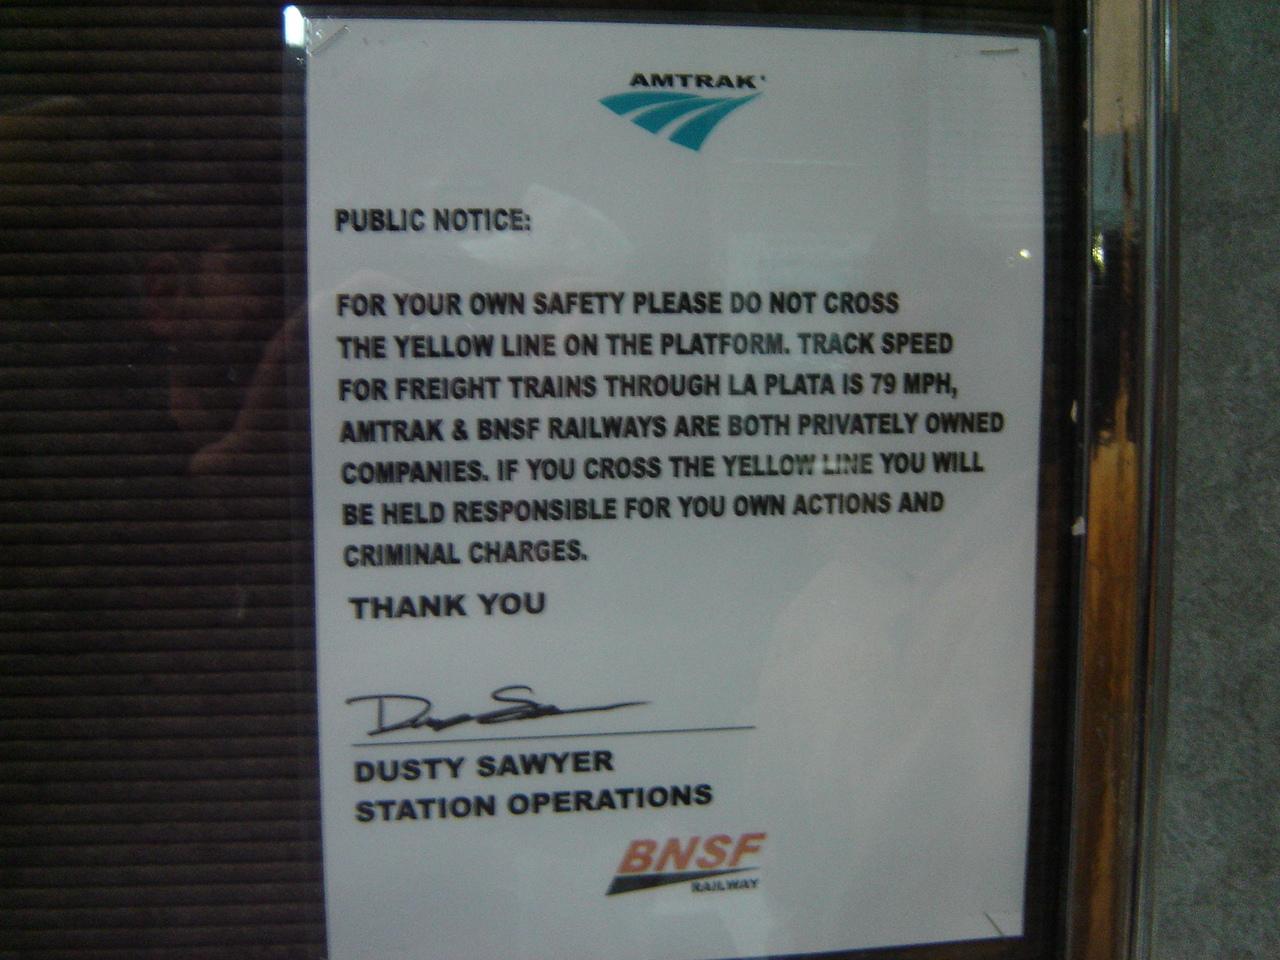 AMTRAK
PUBLIC NOTICE:
FOR YOUR OWN SAFETY PLEASE DO NOT CROSS
THE YELLOW LINE ON THE PLATFORM. TRACK SPEED
FOR FREIGHT TRAINS THROUGH LA PLATA IS 79 MPH,
AMTRAK & BNSF RAILWAYS ARE BOTH PRIVATELY OWNED
COMPANIES. IF YOU CROSS THE YELLOW LINE YOU WILL
BE HELD RESPONSIBLE FOR YOU OWN ACTIONS AND
CRIMINAL CHARGES.
THANK YOU
DUSTY SAWYER
STATION OPERATIONS
BNSF
RAILWAY